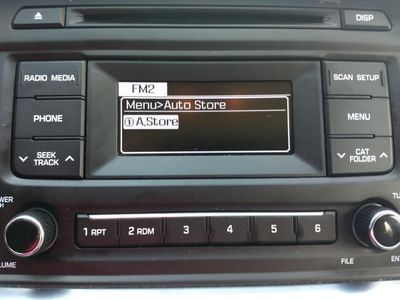 DISP
RADIO MEDIA
FM2
SCAN SETUP
Menu>Auto Store
1 A.Store
PHONE
MENU
SEEK
TRACK
CAT
FOLDER
1 RPT
2 RDM
3
4
5
6
VOLUME
FILE